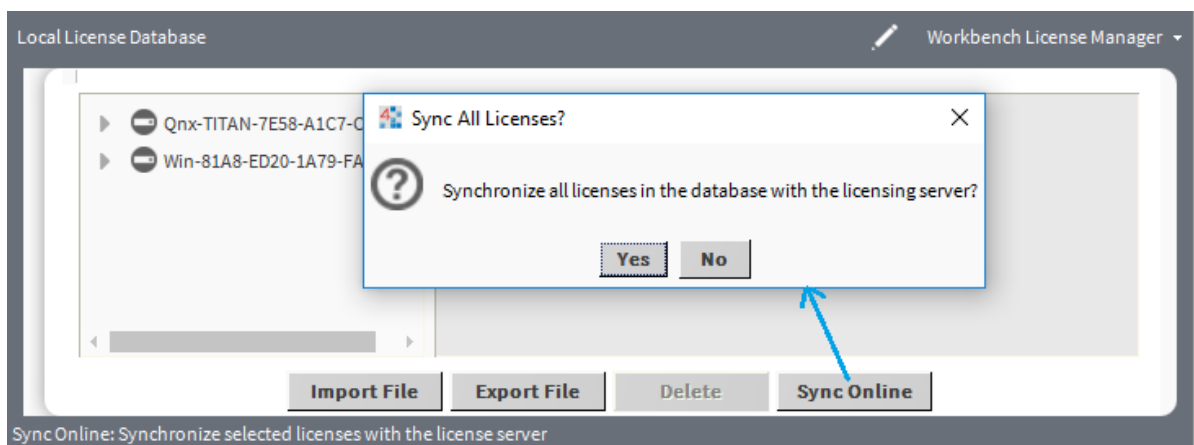 Local License Database
Workbench License Manager
Qnx-TITAN-7E58-A1C7-C
Win-81A8-ED20-1A79-FA
4
Sync All Licenses?
Synchronize all licenses in the database with the licensing server?
Yes No
Import File Export File Delete Sync Online
Sync Online: Synchronize selected licenses with the license server